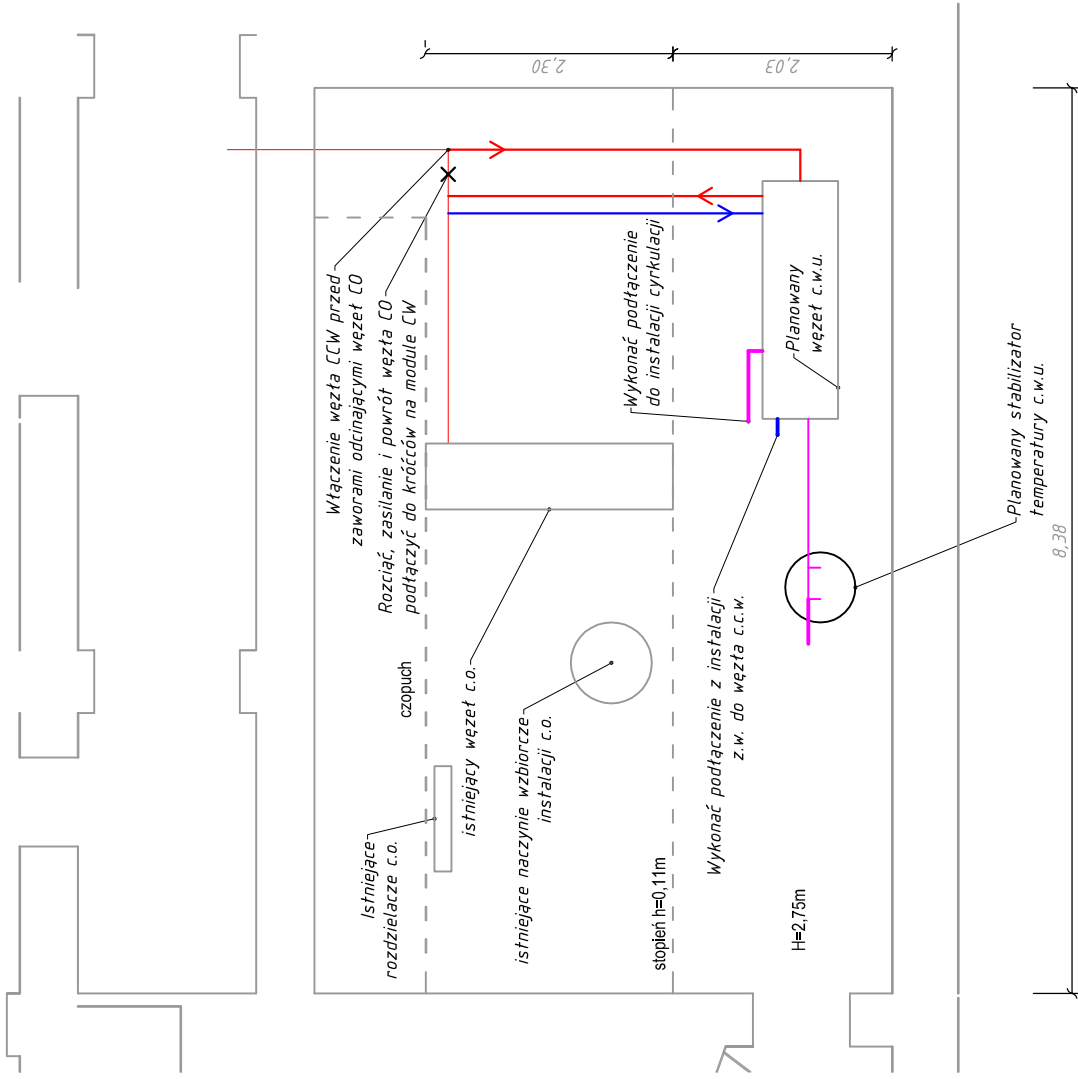 Włączenie węzła CCW przed
zaworami odcinającymi węzeł CO
Rozciąć, zasilanie i powrót węzła CO
podłączyć do króćców na module CW
Wykonać podłączenie
do instalacji cyrkulacji
Planowany
węzeł c.w.u.
Planowany stabilizator
temperatury c.w.u.
Wykonać podłączenie z instalacji
z.w. do węzła c.c.w.
czopuch
istniejący węzeł c.o.
istniejące naczynie wzbiorcze
instalacji c.o.
Istniejące
rozdzielacze c.o.
stopień h=0,11m
H=2,75m
2,30
2,03
8,38